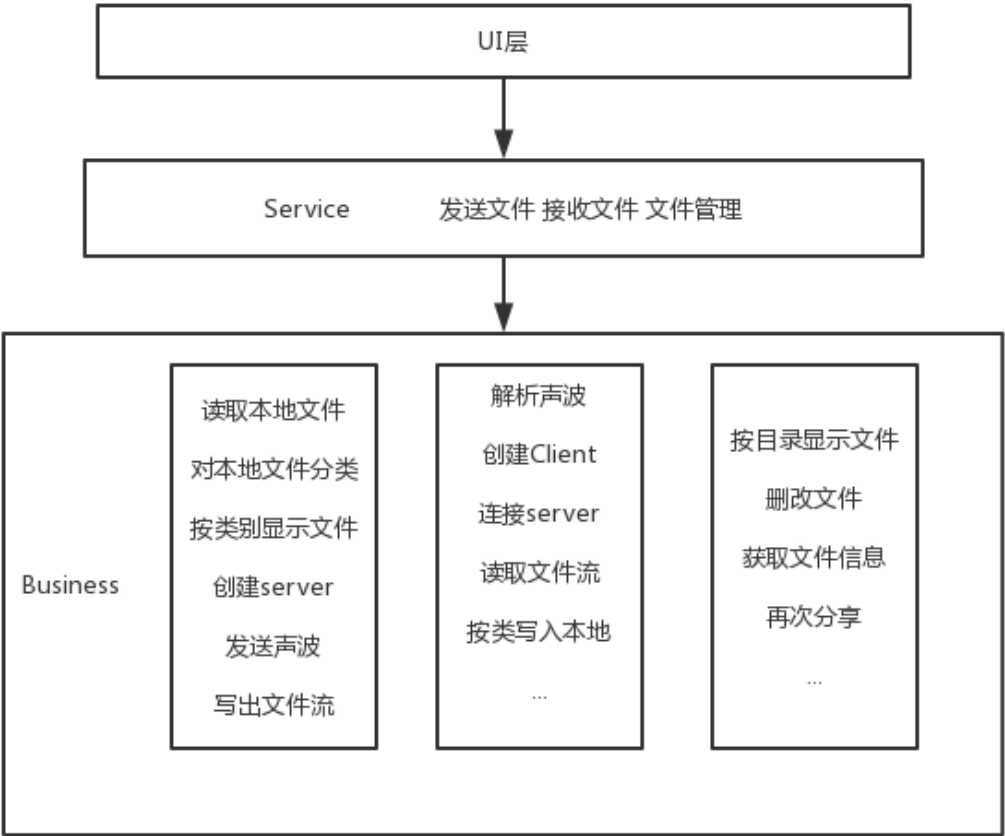 UI层
Service 发送文件 接收文件 文件管理
Business
读取本地文件
对本地文件分类
按类别显示文件
创建server
发送声波
写出文件流
解析声波
创建Client
连接server
读取文件流
按类写入本地
...
按目录显示文件
删改文件
获取文件信息
再次分享
...